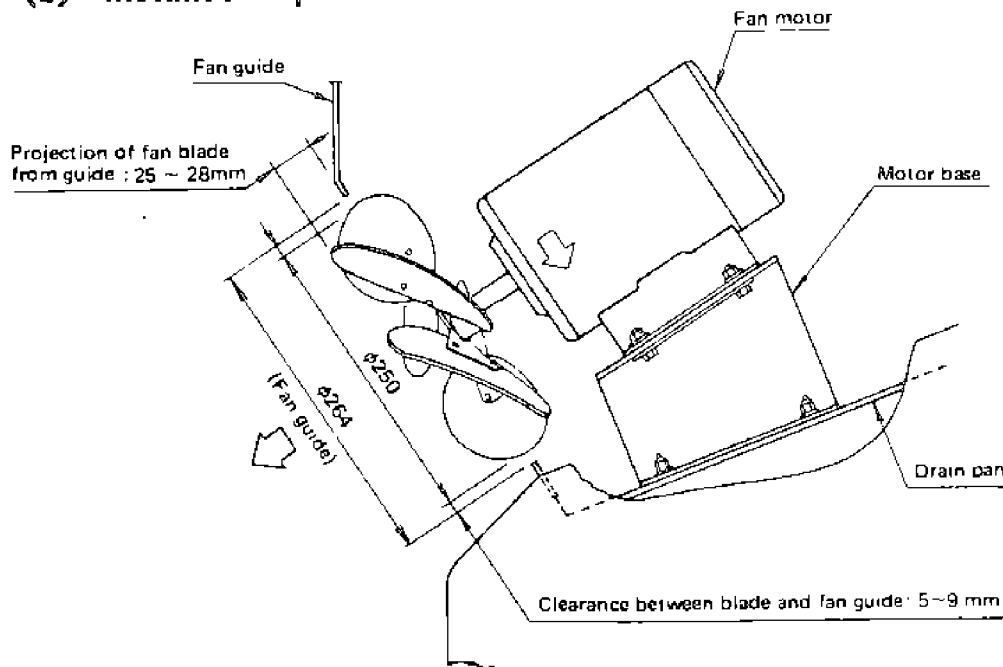 Fan motor
Fan guide
Projection of fan blade
from guide : 25 ~ 28mm
Motor base
φ250
φ264
(Fan guide)
Drain pan
Clearance between blade and fan guide: 5~9 mm